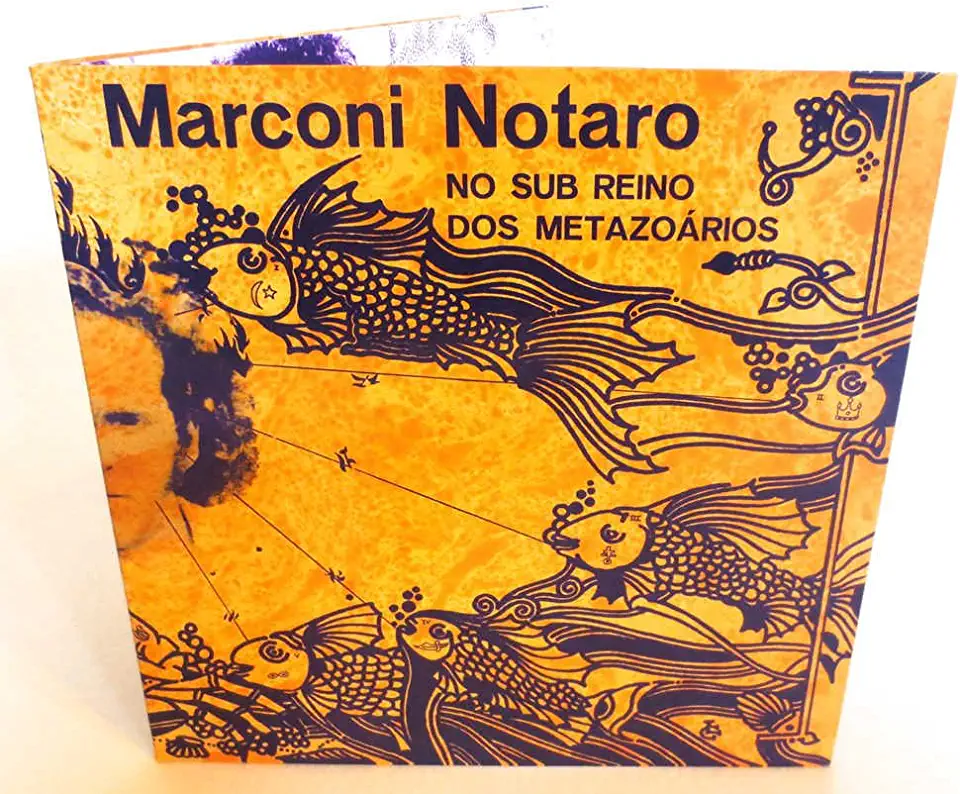 Marconi Notaro
NO SUB REINO
DOS METAZOÁRIOS